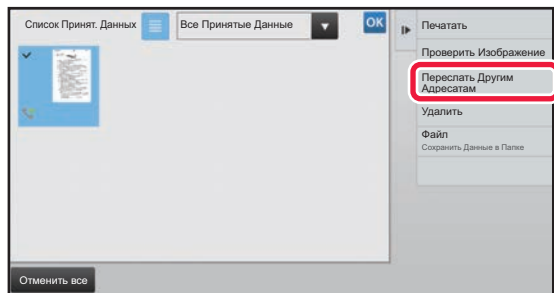 Список Принят. Данных
Все Принятые Данные
OK
Печатать
Проверить Изображение
Переслать Другим
Адресатам
Удалить
Файл
Сохранить Данные в Папке
Отменить все